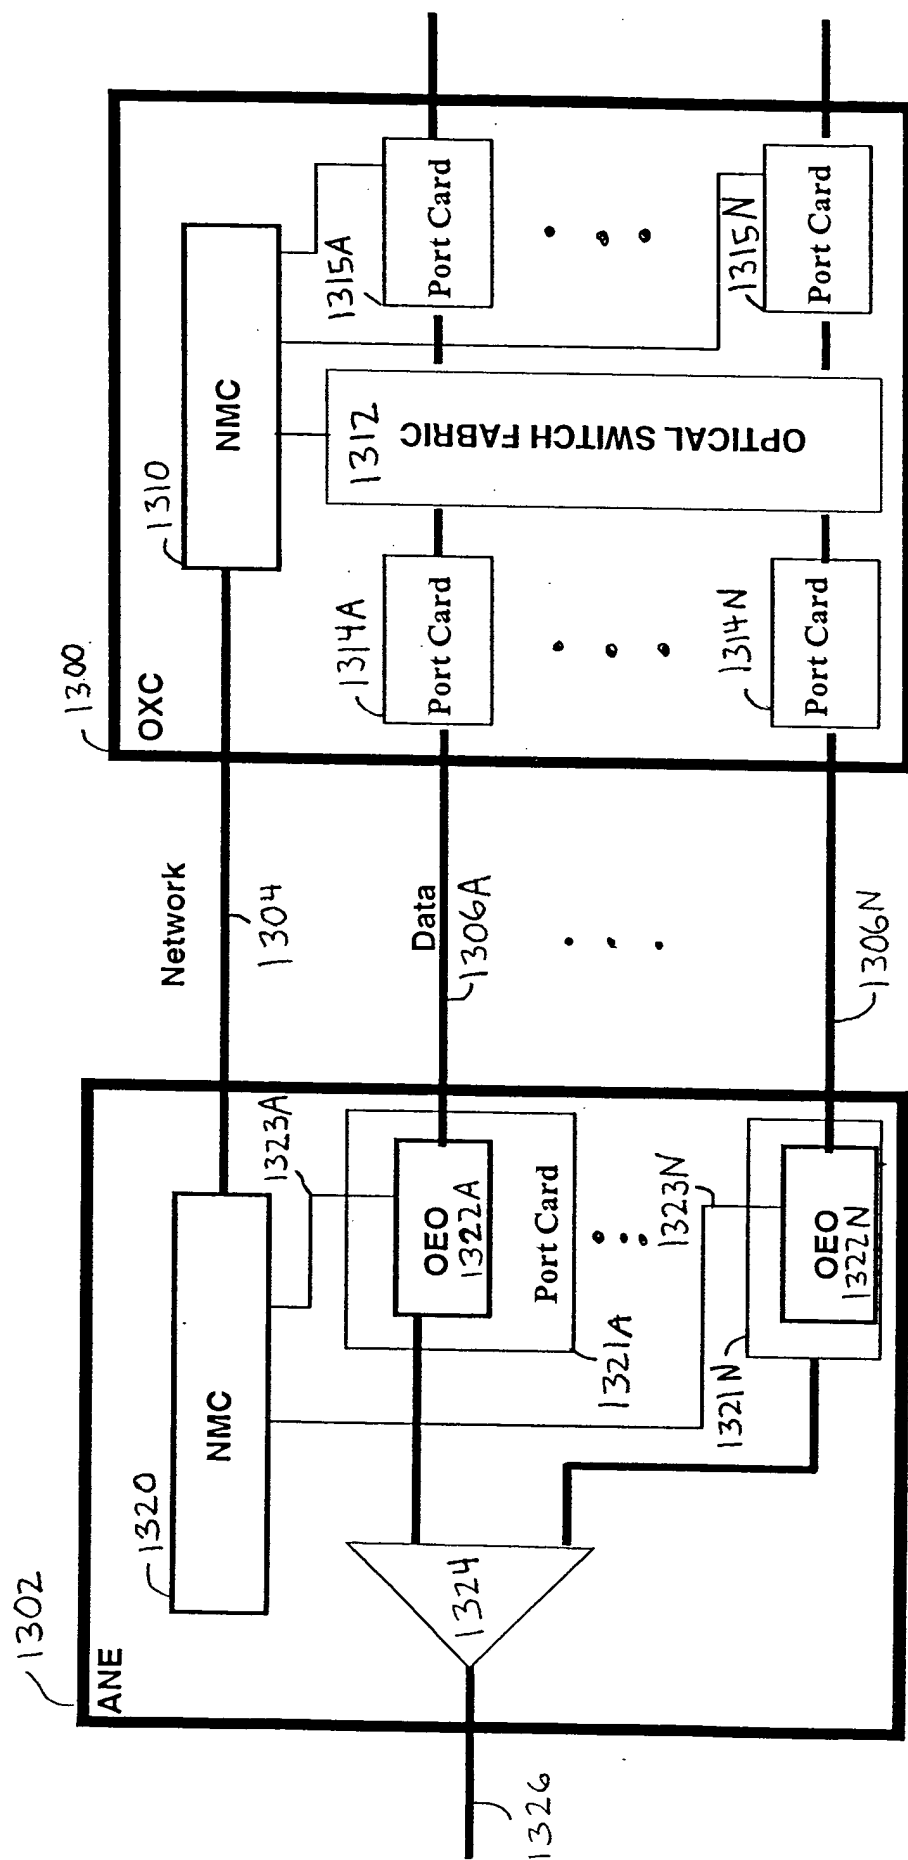 1302
ANE
1320
NMC
1323A
OEO
1322A
Port Card
1321A
1324
1326
1323N
1321N
OEO
1322N
Network
1304
Data
1306A
1306N
1300
OXC
1310
NMC
1314A
Port Card
1312
OPTICAL SWITCH FABRIC
1315A
Port Card
1314N
Port Card
1315N
Port Card